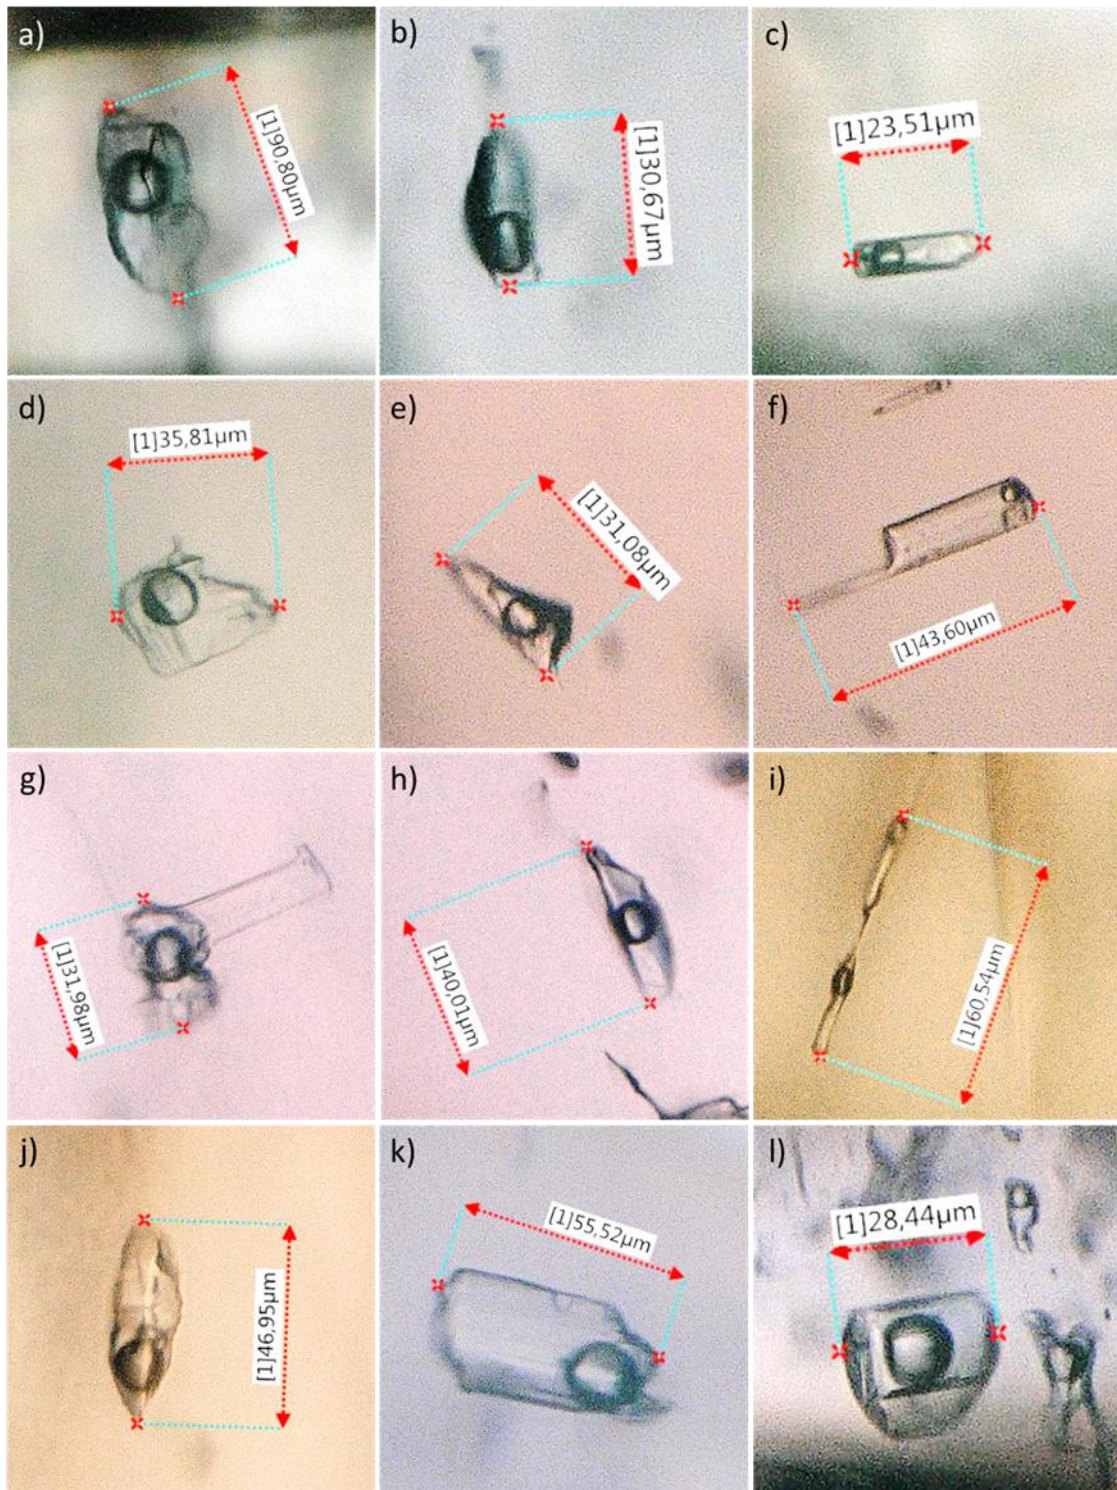 a)
[1]90,80µm
b)
[1]30,67µm
c)
[1]23,51µm
d)
[1]35,81µm
e)
[1]31,08µm
f)
[1]43,60µm
g)
[1]31,98µm
h)
[1]40,01µm
i)
[1]60,54µm
j)
[1]46,95µm
k)
[1]55,52µm
l)
[1]28,44µm